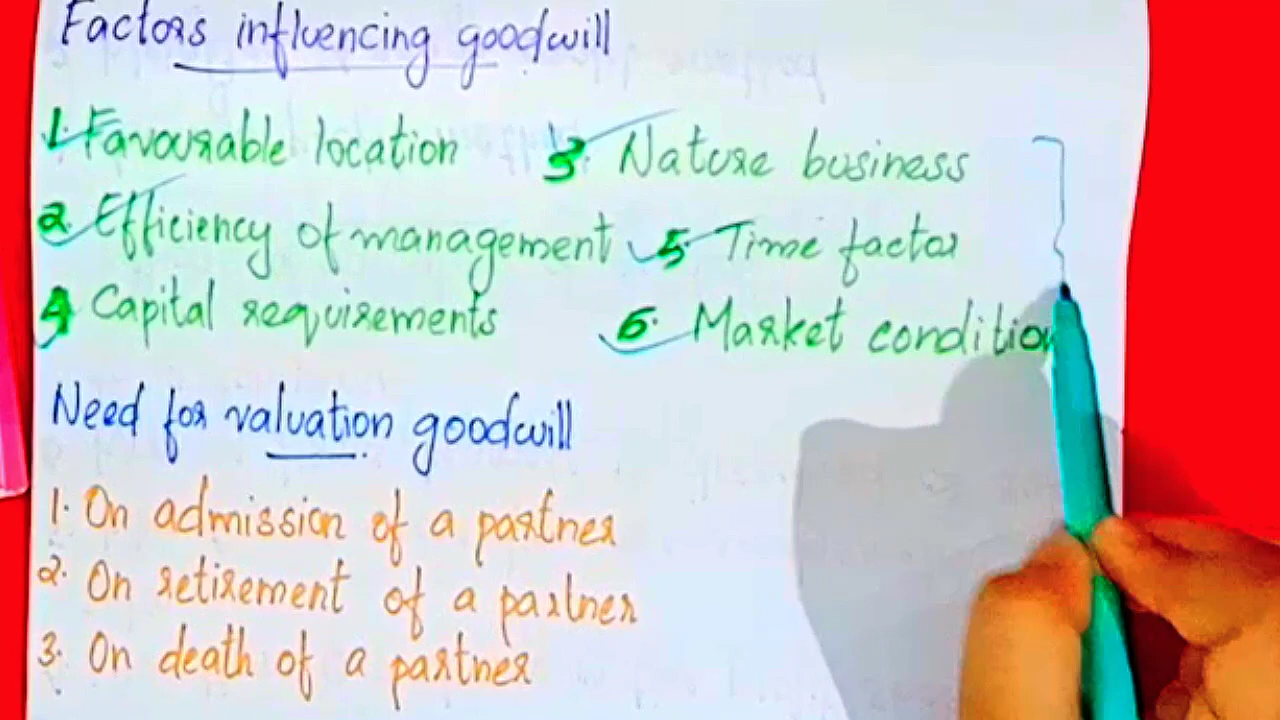 Factors influencing goodwill
1. Favourable location 3. Nature business
2. Efficiency of management 5. Time factor
4 Capital requirements 6. Market condition
Need for valuation goodwill
1. On admission of a partner
2. On retirement of a partner
3. On death of a partner